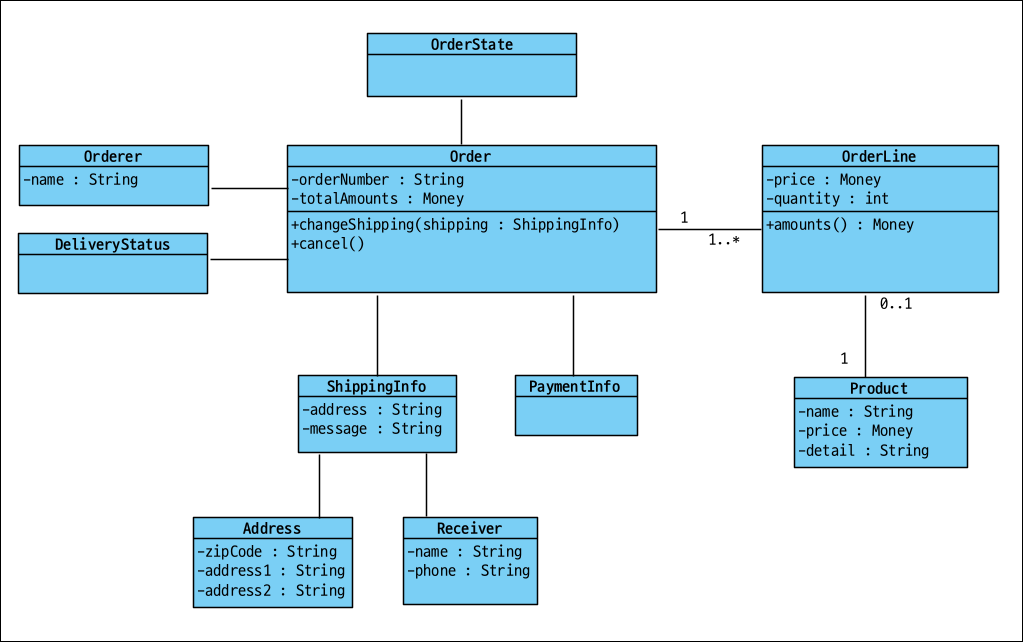 OrderState
Orderer
-name : String
Order
-orderNumber : String
-totalAmounts : Money
+changeShipping(shipping : ShippingInfo)
+cancel()
OrderLine
-price : Money
-quantity : int
+amounts() : Money
1
1..*
DeliveryStatus
0..1
1
ShippingInfo
-address : String
-message : String
PaymentInfo
Product
-name : String
-price : Money
-detail : String
Address
-zipCode : String
-address1 : String
-address2 : String
Receiver
-name : String
-phone : String